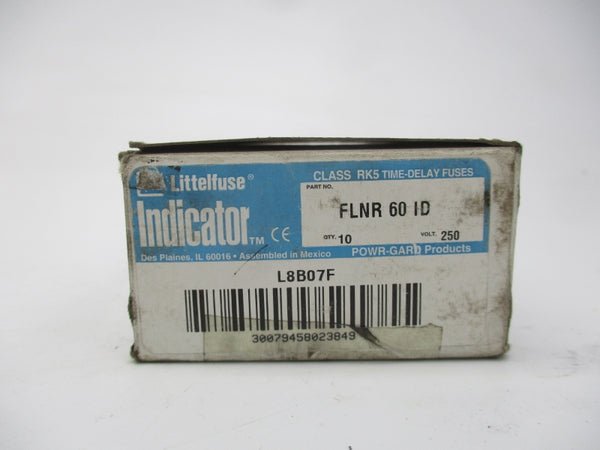 Littelfuse®
Indicator™ CE
Des Plaines, IL 60016 • Assembled in Mexico
CLASS RK5 TIME-DELAY FUSES
PART NO.
FLNR 60 ID
QTY. 10 VOLT. 250
POWR-GARD Products
L8B07F
30079458023849